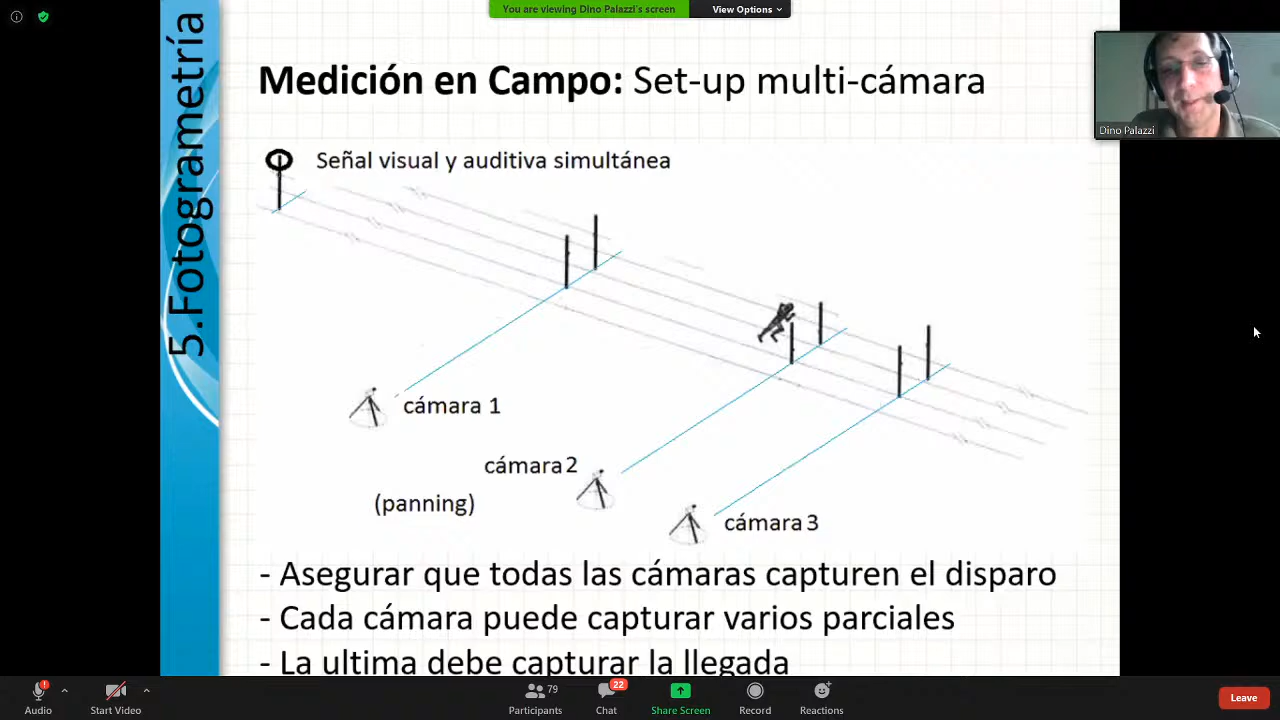 You are viewing Dino Palazzi's screen
View Options
5.Fotogrametría
Medición en Campo: Set-up multi-cámara
Dino Palazzi
Señal visual y auditiva simultánea
cámara 1
cámara 2
(panning)
cámara 3
- Asegurar que todas las cámaras capturen el disparo
- Cada cámara puede capturar varios parciales
- La ultima debe capturar la llegada
Audio
Start Video
79
Participants
22
Chat
Share Screen
Record
Reactions
Leave